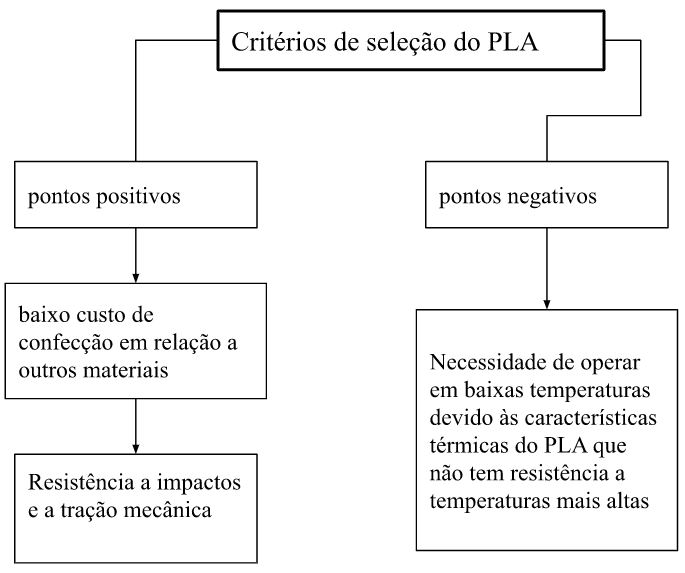 Critérios de seleção do PLA
pontos positivos
baixo custo de
confecção em relação a
outros materiais
Resistência a impactos
e a tração mecânica
pontos negativos
Necessidade de operar
em baixas temperaturas
devido às características
térmicas do PLA que
não tem resistência a
temperaturas mais altas